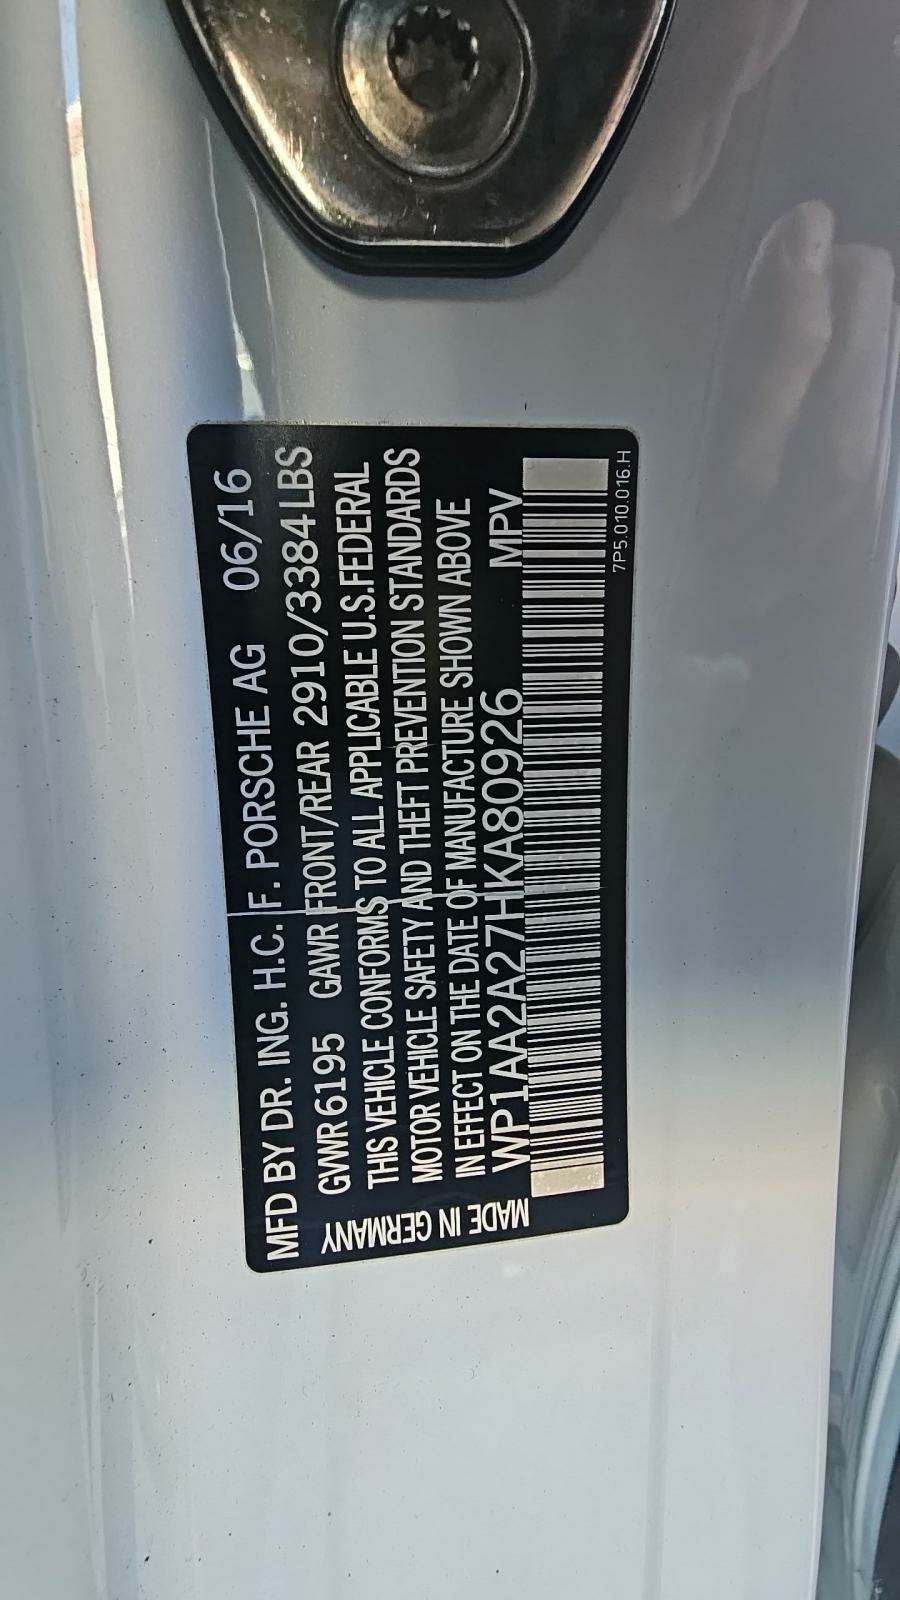 MFD BY DR. ING. H.C. F. PORSCHE AG 06/16
GVWR 6195 GAWR FRONT/REAR 2910/3384 LBS
THIS VEHICLE CONFORMS TO ALL APPLICABLE U.S.FEDERAL
MOTOR VEHICLE SAFETY AND THEFT PREVENTION STANDARDS
IN EFFECT ON THE DATE OF MANUFACTURE SHOWN ABOVE
WP1AA2A27HKA80926 MPV
MADE IN GERMANY
7P5.010.016.H